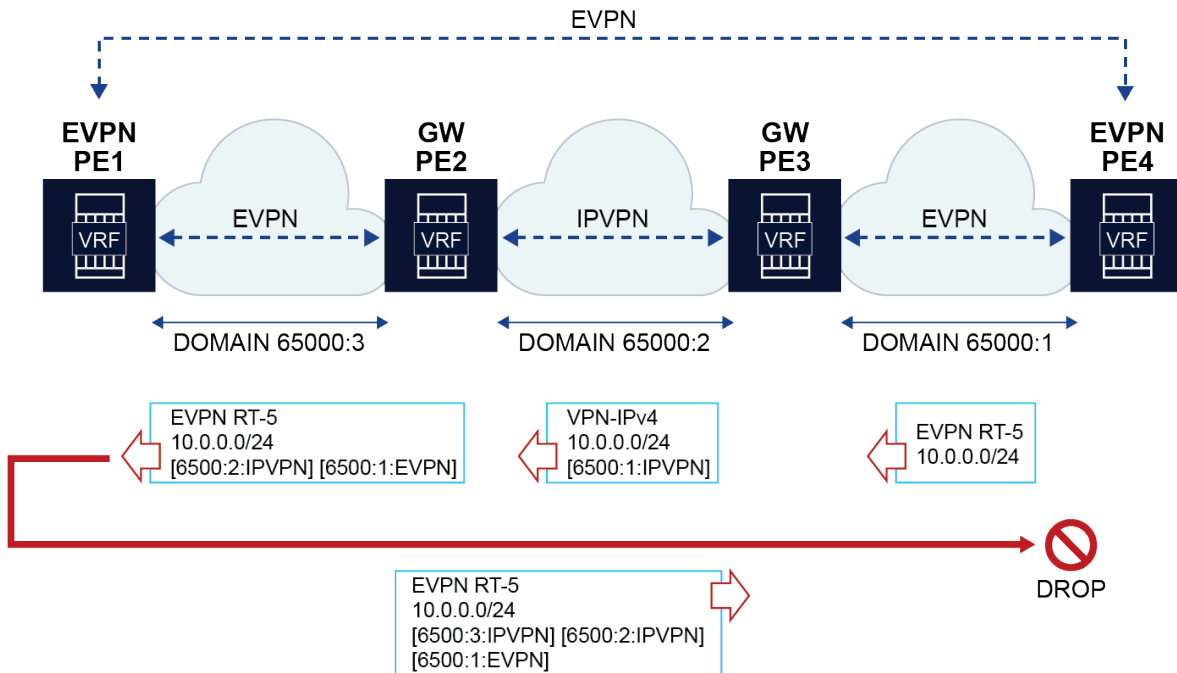 EVPN
EVPN
PE1
GW
PE2
GW
PE3
EVPN
PE4
VRF
EVPN
VRF
IPVPN
VRF
EVPN
VRF
DOMAIN 65000:3
DOMAIN 65000:2
DOMAIN 65000:1
EVPN RT-5
10.0.0.0/24
[6500:2:IPVPN] [6500:1:EVPN]
VPN-IPv4
10.0.0.0/24
[6500:1:IPVPN]
EVPN RT-5
10.0.0.0/24
DROP
EVPN RT-5
10.0.0.0/24
[6500:3:IPVPN] [6500:2:IPVPN]
[6500:1:EVPN]